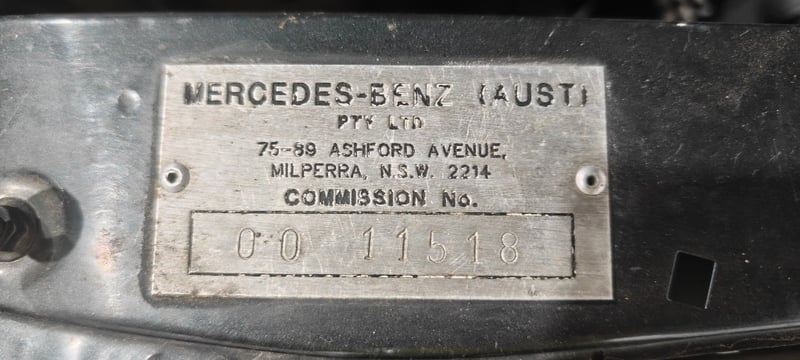 MERCEDES-BENZ (AUST)
PTY LTD
75-89 ASHFORD AVENUE,
MILPERRA, N.S.W. 2214
COMMISSION No.
00 11518